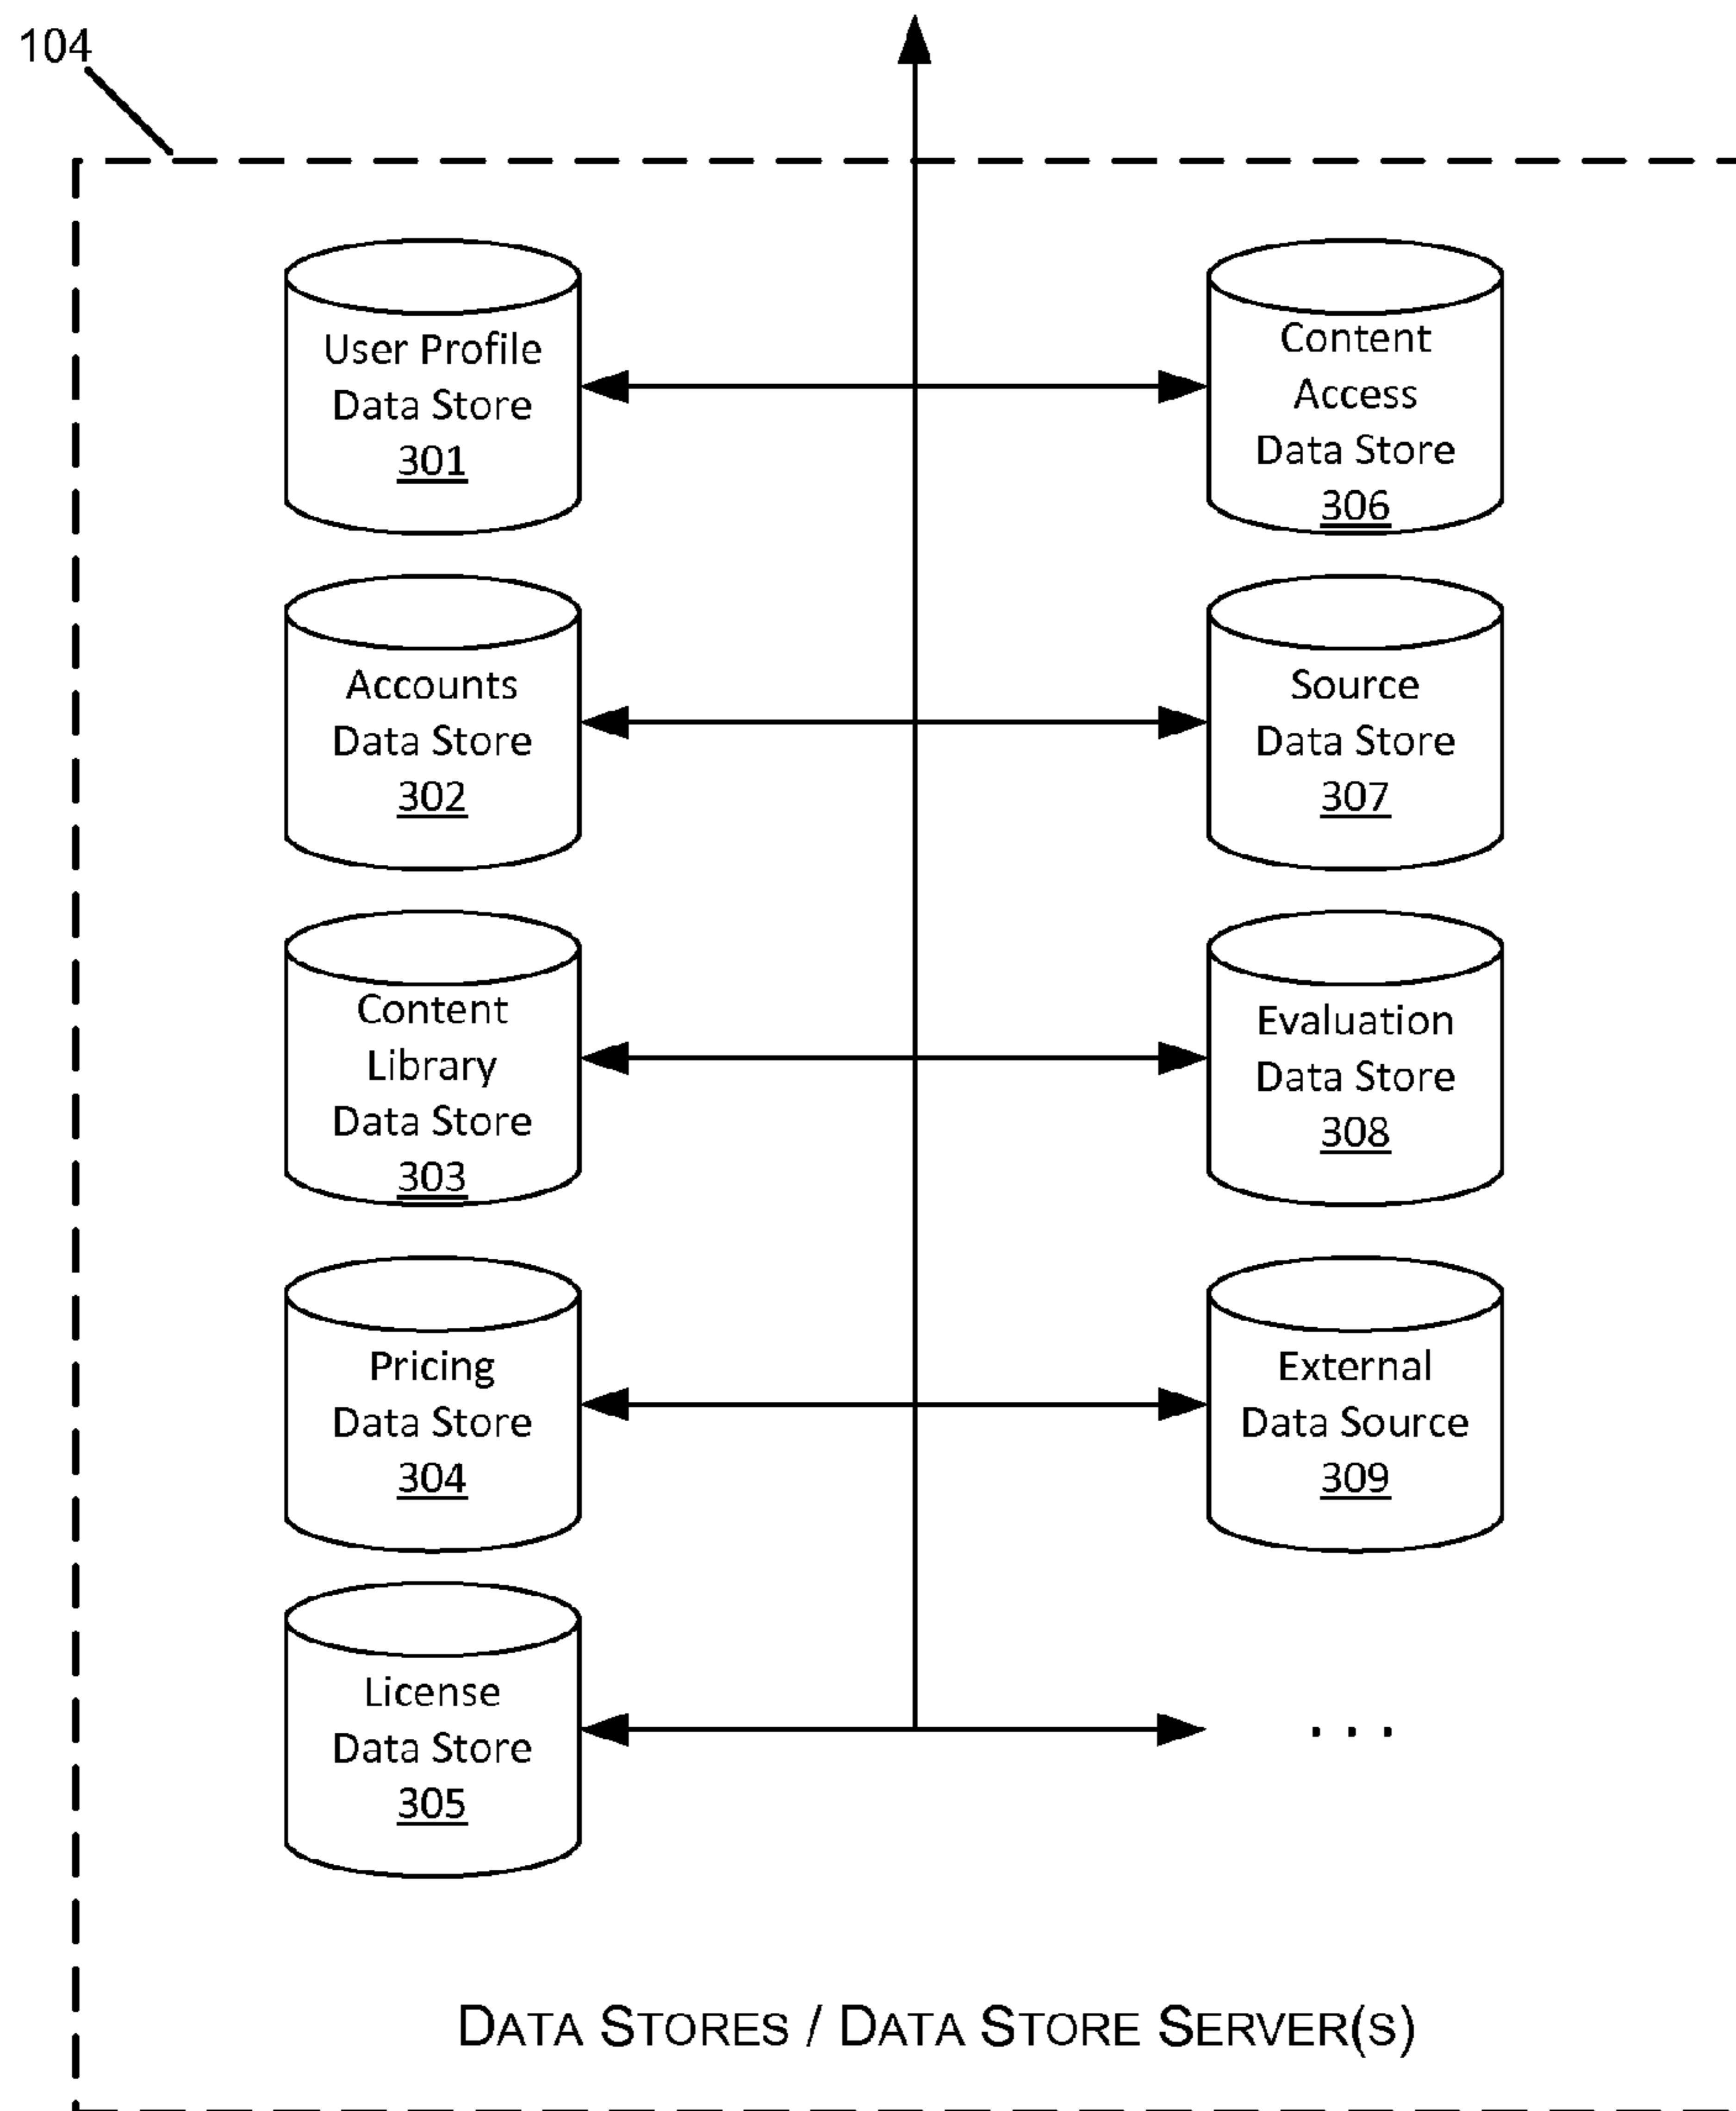 104
User Profile
Data Store
301
Content
Access
Data Store
306
Accounts
Data Store
302
Source
Data Store
307
Content
Library
Data Store
303
Evaluation
Data Store
308
Pricing
Data Store
304
External
Data Source
309
License
Data Store
305
...
DATA STORES / DATA STORE SERVER(S)